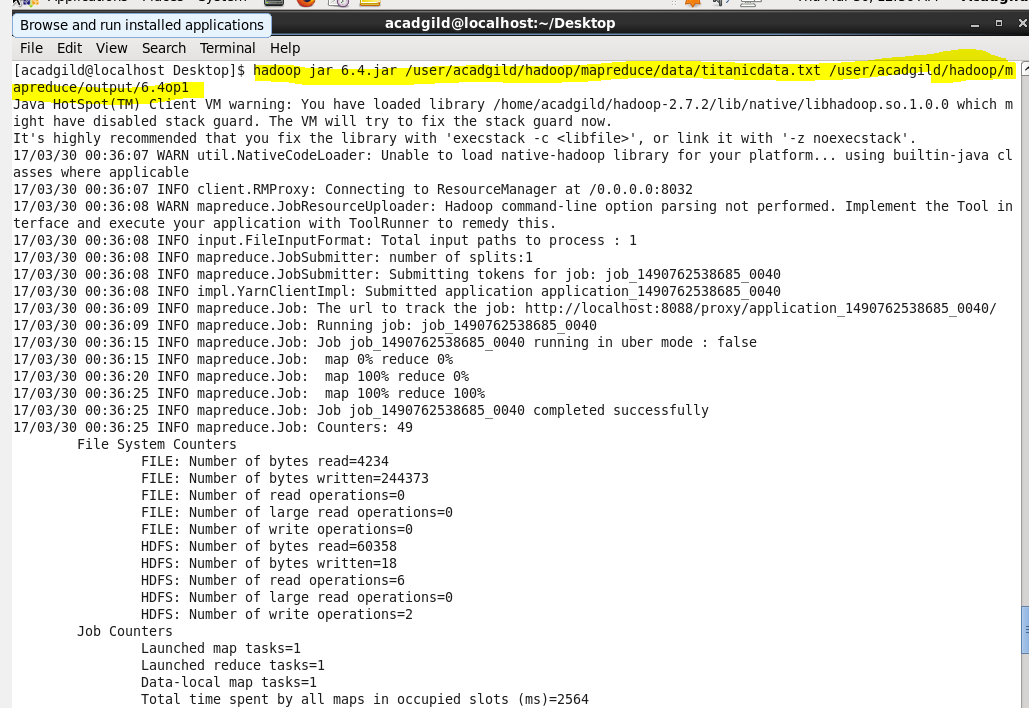 Applications Places System
Browse and run installed applications
acadgild@localhost:~/Desktop
File Edit View Search Terminal Help
[acadgild@localhost Desktop]$ hadoop jar 6.4.jar /user/acadgild/hadoop/mapreduce/data/titanicdata.txt /user/acadgild/hadoop/m
apreduce/output/6.4op1
Java HotSpot(TM) Client VM warning: You have loaded library /home/acadgild/hadoop-2.7.2/lib/native/libhadoop.so.1.0.0 which m
ight have disabled stack guard. The VM will try to fix the stack guard now.
It's highly recommended that you fix the library with 'execstack -c <libfile>', or link it with '-z noexecstack'.
17/03/30 00:36:07 WARN util.NativeCodeLoader: Unable to load native-hadoop library for your platform... using builtin-java cl
asses where applicable
17/03/30 00:36:07 INFO client.RMProxy: Connecting to ResourceManager at /0.0.0.0:8032
17/03/30 00:36:08 WARN mapreduce.JobResourceUploader: Hadoop command-line option parsing not performed. Implement the Tool in
terface and execute your application with ToolRunner to remedy this.
17/03/30 00:36:08 INFO input.FileInputFormat: Total input paths to process : 1
17/03/30 00:36:08 INFO mapreduce.JobSubmitter: number of splits:1
17/03/30 00:36:08 INFO mapreduce.JobSubmitter: Submitting tokens for job: job_1490762538685_0040
17/03/30 00:36:08 INFO impl.YarnClientImpl: Submitted application application_1490762538685_0040
17/03/30 00:36:09 INFO mapreduce.Job: The url to track the job: http://localhost:8088/proxy/application_1490762538685_0040/
17/03/30 00:36:09 INFO mapreduce.Job: Running job: job_1490762538685_0040
17/03/30 00:36:15 INFO mapreduce.Job: Job job_1490762538685_0040 running in uber mode : false
17/03/30 00:36:15 INFO mapreduce.Job:  map 0% reduce 0%
17/03/30 00:36:20 INFO mapreduce.Job:  map 100% reduce 0%
17/03/30 00:36:25 INFO mapreduce.Job:  map 100% reduce 100%
17/03/30 00:36:25 INFO mapreduce.Job: Job job_1490762538685_0040 completed successfully
17/03/30 00:36:25 INFO mapreduce.Job: Counters: 49
File System Counters
FILE: Number of bytes read=4234
FILE: Number of bytes written=244373
FILE: Number of read operations=0
FILE: Number of large read operations=0
FILE: Number of write operations=0
HDFS: Number of bytes read=60358
HDFS: Number of bytes written=18
HDFS: Number of read operations=6
HDFS: Number of large read operations=0
HDFS: Number of write operations=2
Job Counters
Launched map tasks=1
Launched reduce tasks=1
Data-local map tasks=1
Total time spent by all maps in occupied slots (ms)=2564